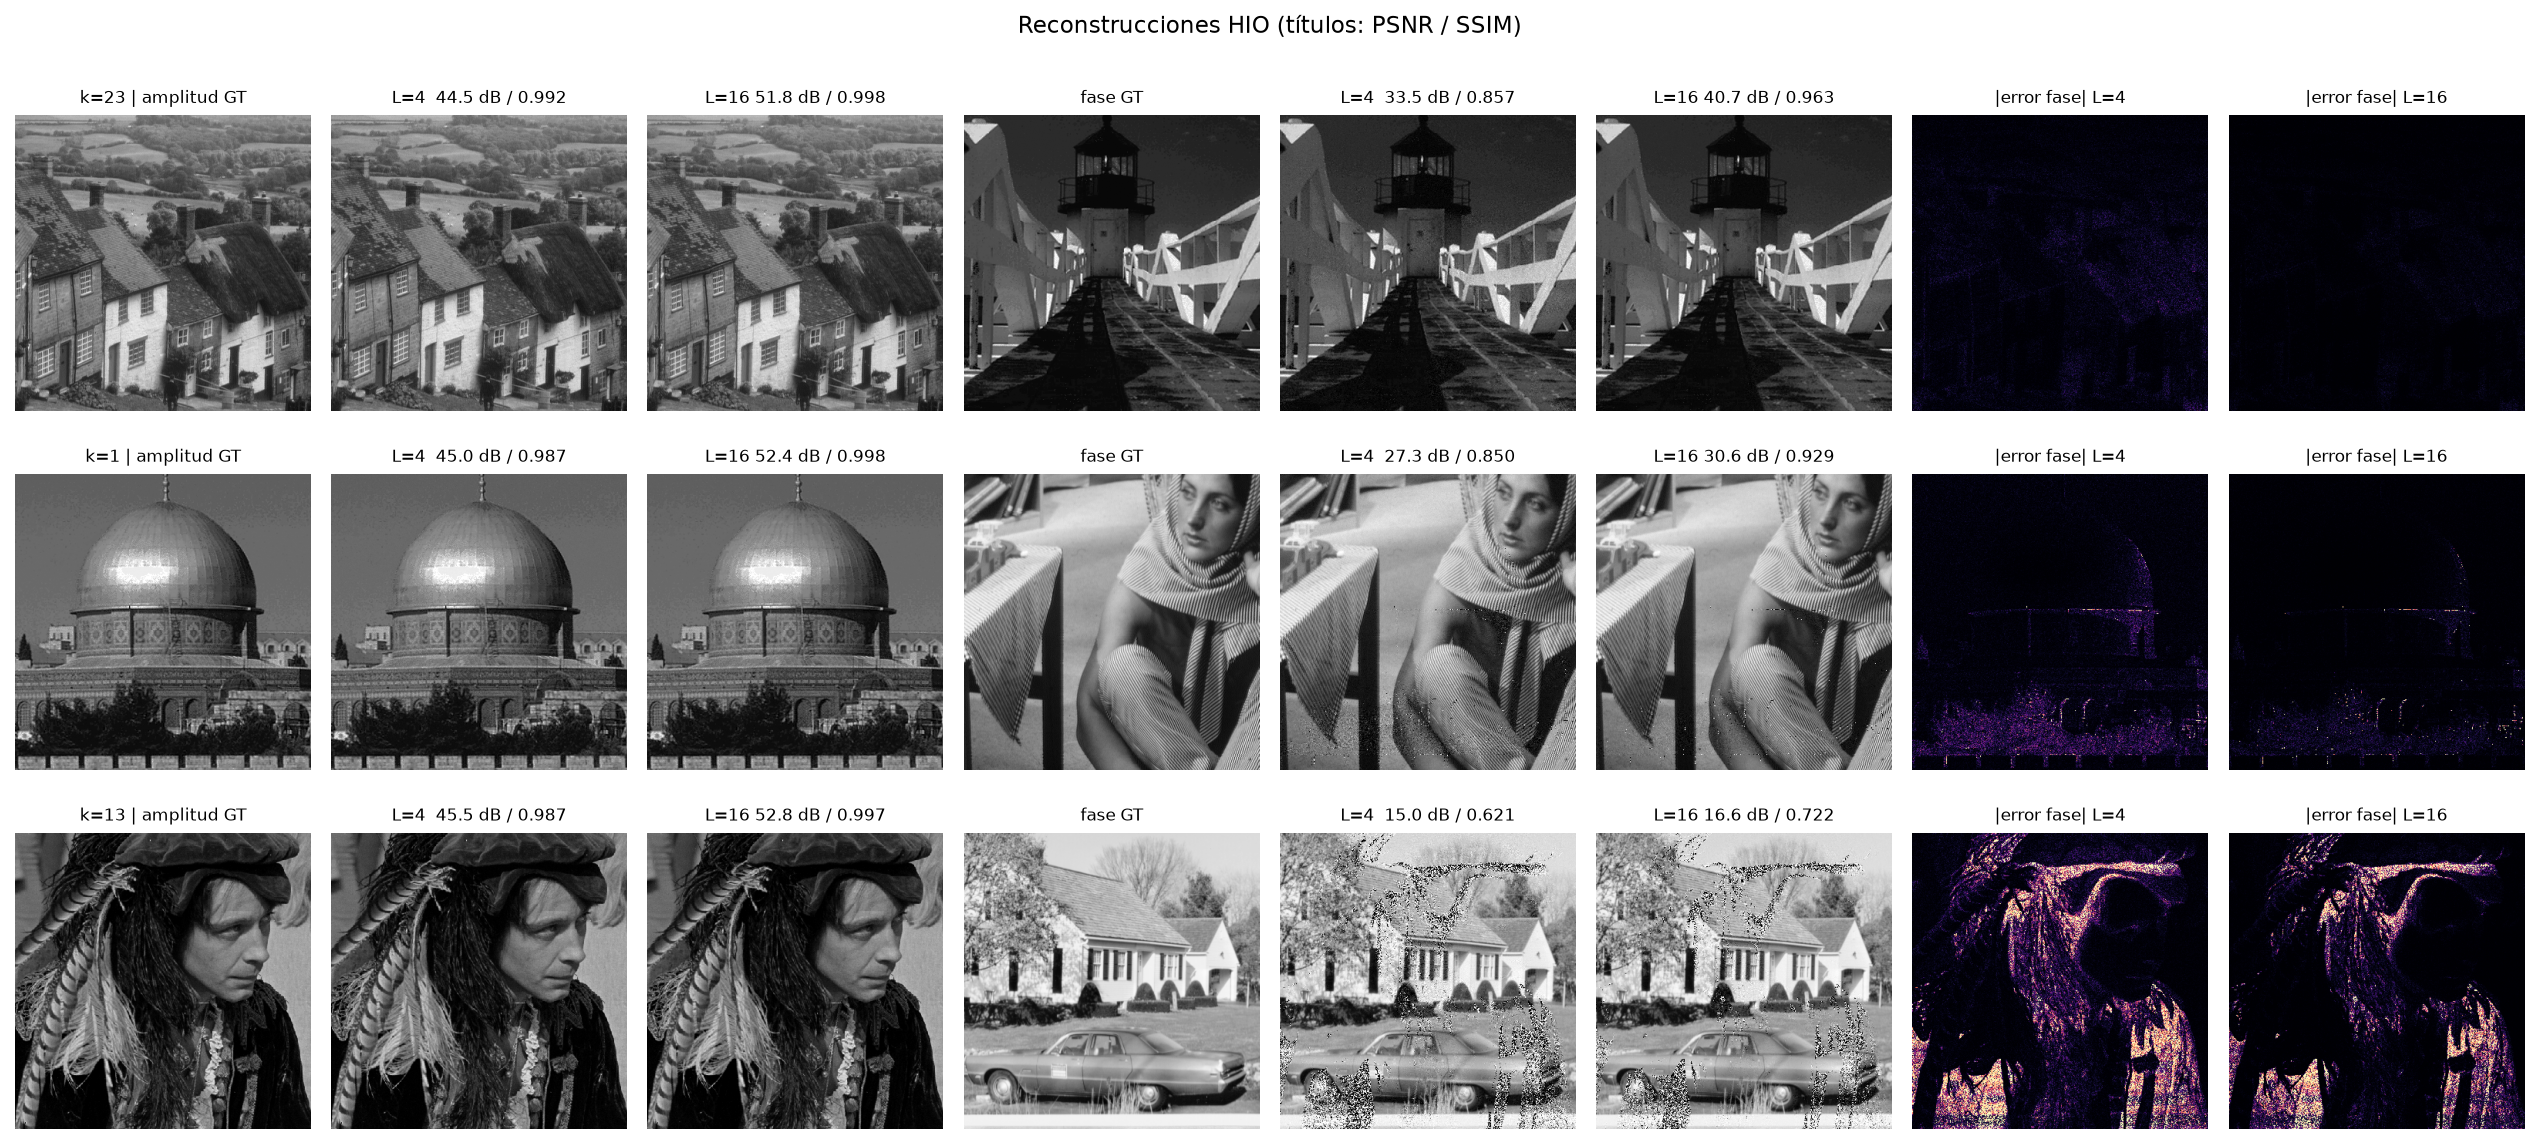 Reconstrucciones HIO (títulos: PSNR / SSIM)
k=23 | amplitud GT
L=4 44.5 dB / 0.992
L=16 51.8 dB / 0.998
fase GT
L=4 33.5 dB / 0.857
L=16 40.7 dB / 0.963
|error fase| L=4
|error fase| L=16
k=1 | amplitud GT
L=4 45.0 dB / 0.987
L=16 52.4 dB / 0.998
fase GT
L=4 27.3 dB / 0.850
L=16 30.6 dB / 0.929
|error fase| L=4
|error fase| L=16
k=13 | amplitud GT
L=4 45.5 dB / 0.987
L=16 52.8 dB / 0.997
fase GT
L=4 15.0 dB / 0.621
L=16 16.6 dB / 0.722
|error fase| L=4
|error fase| L=16